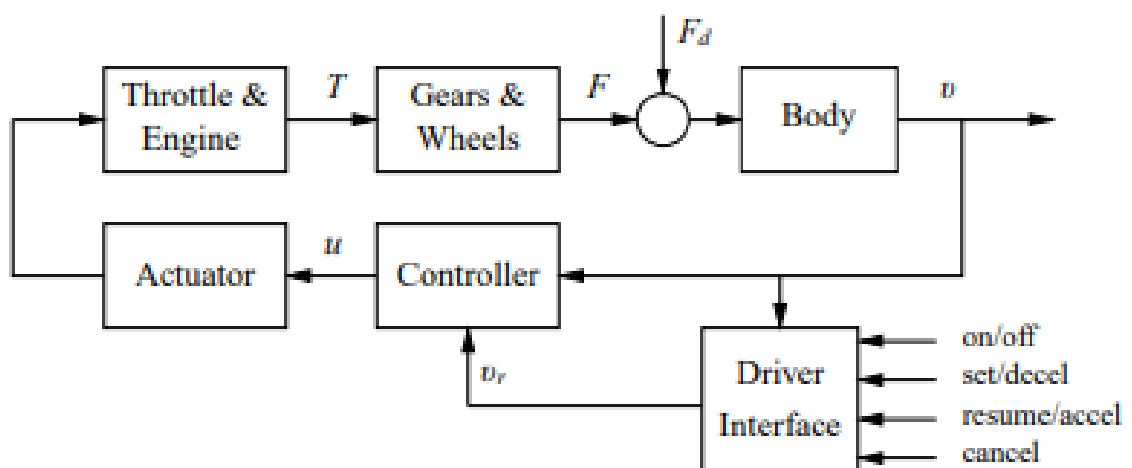 F_d
Throttle &
Engine
T
Gears &
Wheels
F
Body
v
Actuator
u
Controller
v_r
Driver
Interface
on/off
set/decel
resume/accel
cancel